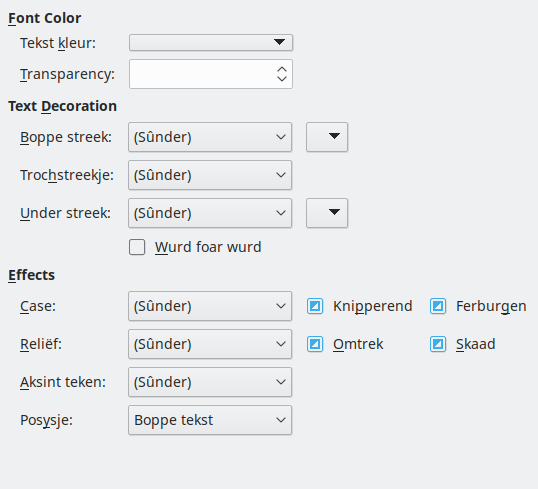 Font Color
Tekst kleur:
Transparency:
Text Decoration
Boppe streek: (Sûnder)
Trochstreekje: (Sûnder)
Under streek: (Sûnder)
Wurd foar wurd
Effects
Case: (Sûnder) Knipperend Ferburgen
Reliëf: (Sûnder) Omtrek Skaad
Aksint teken: (Sûnder)
Posysje: Boppe tekst